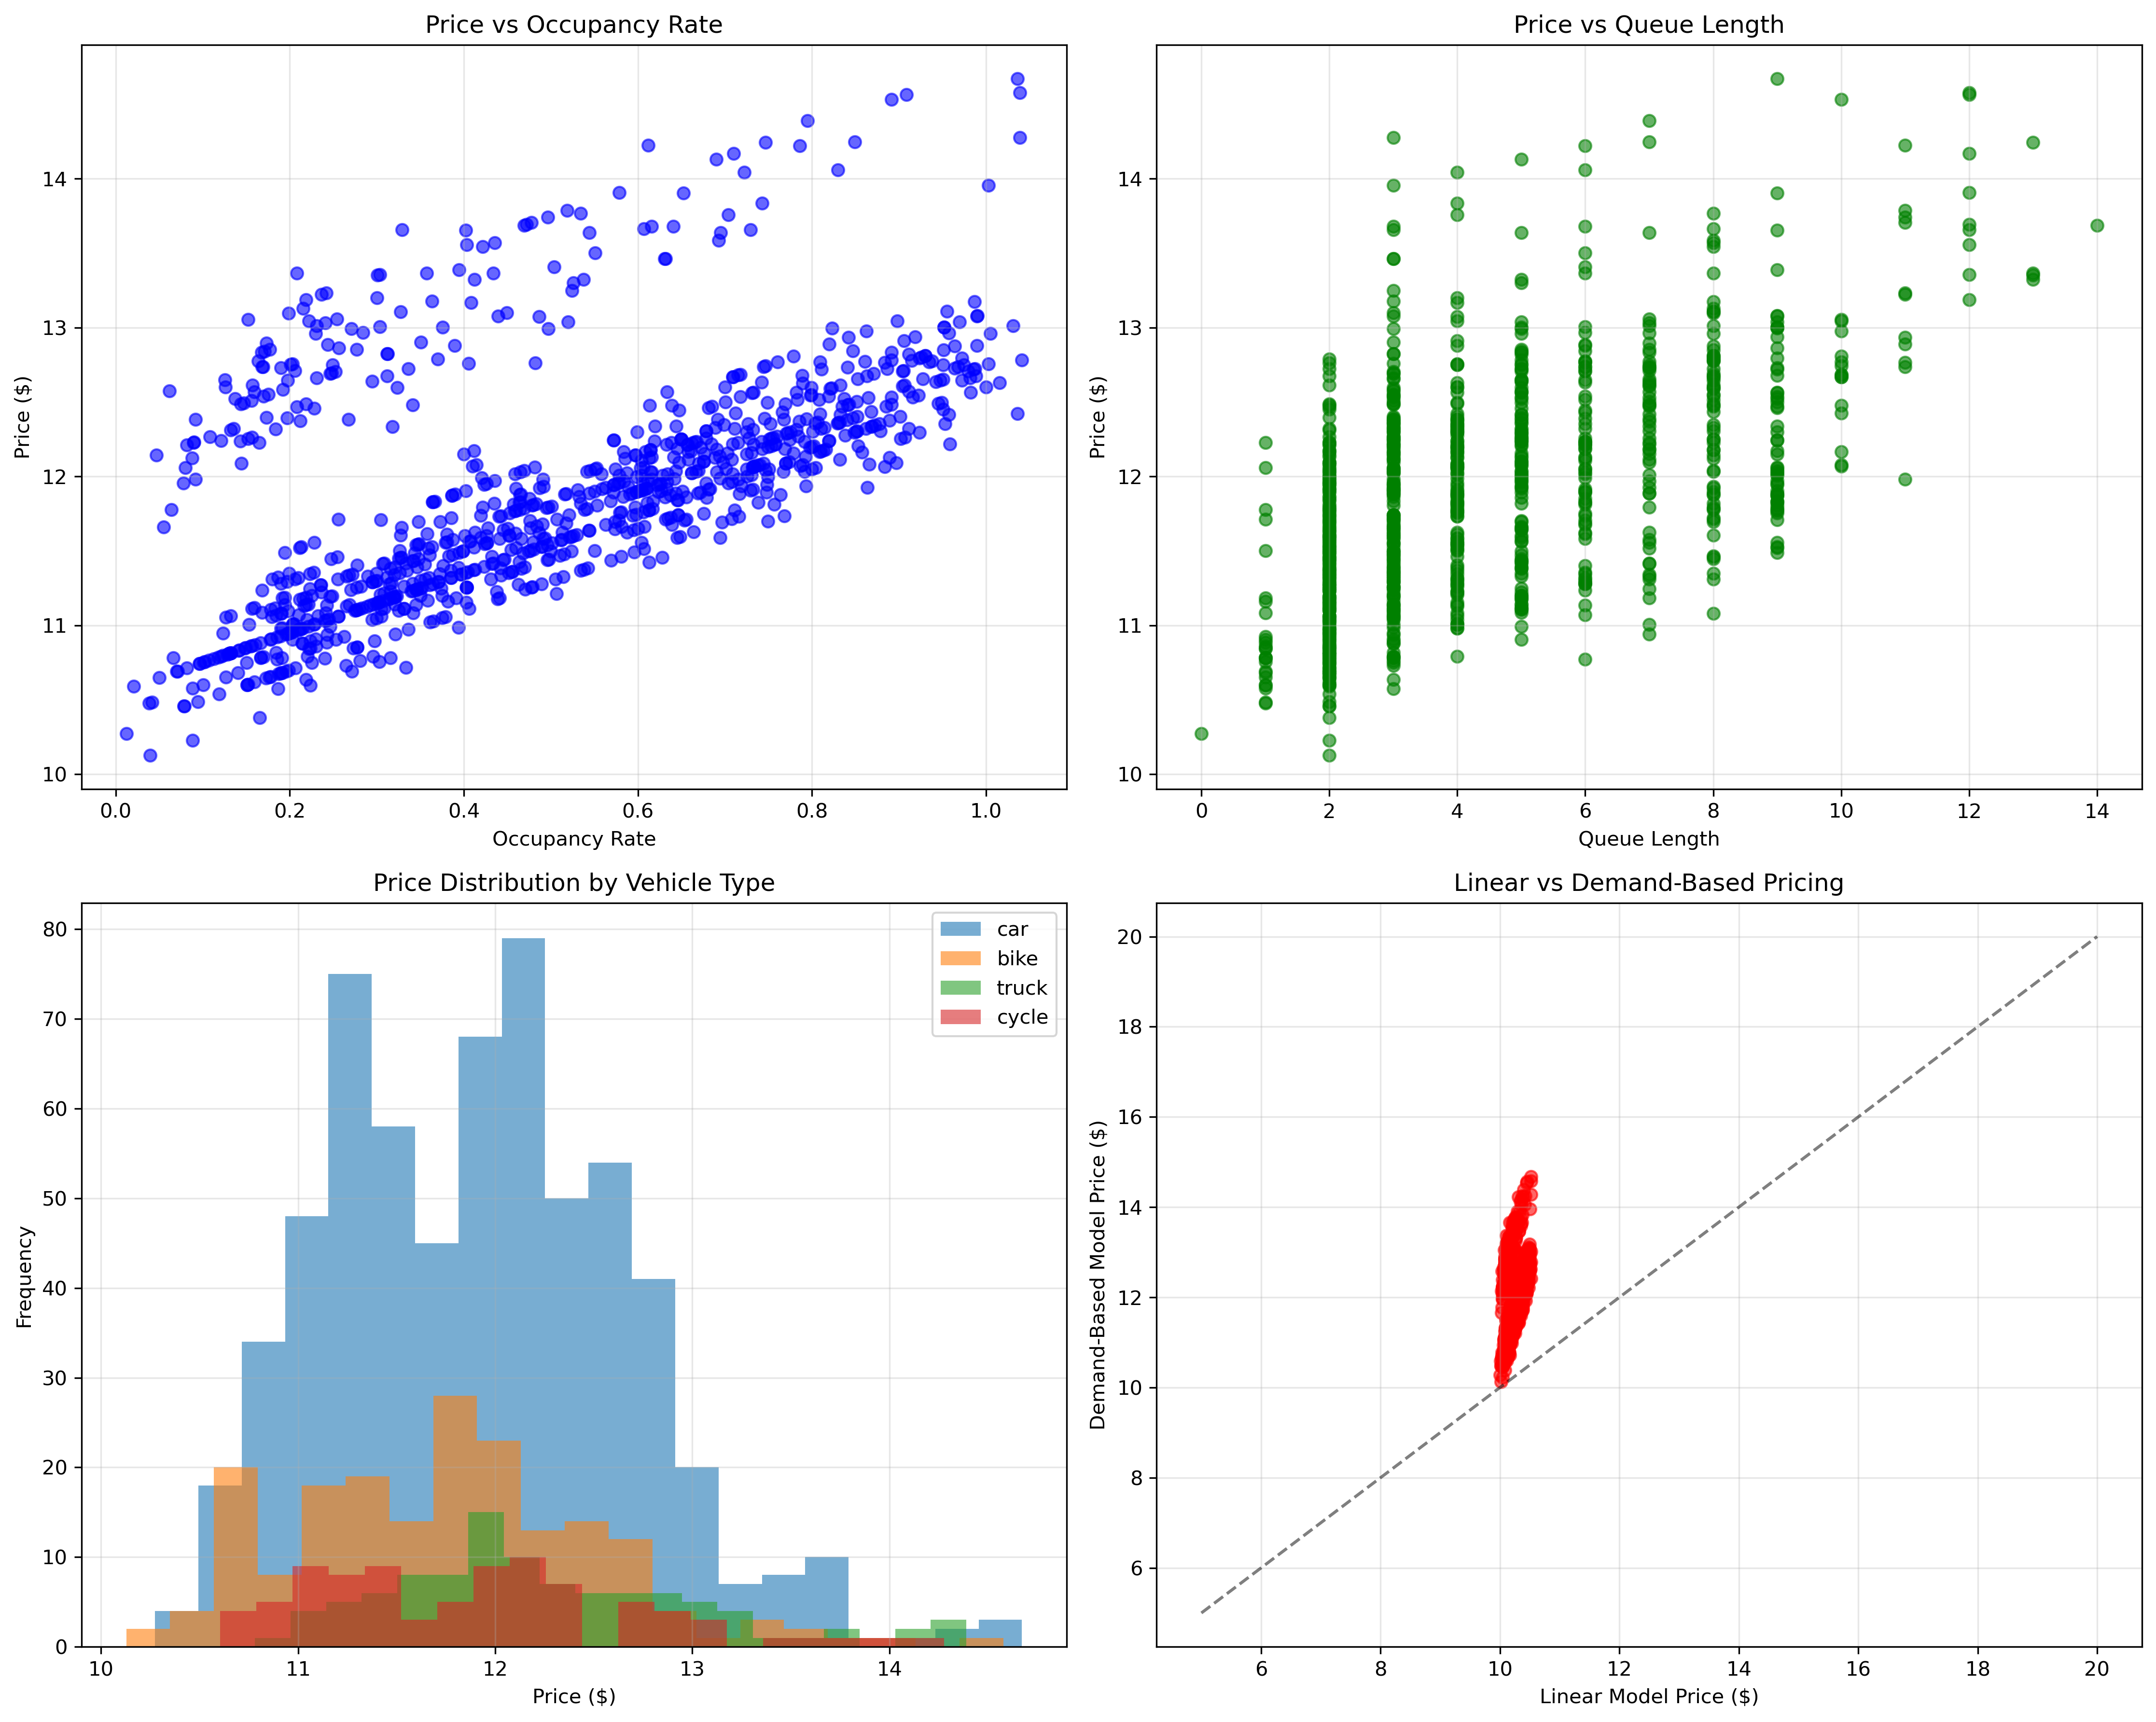 Price vs Occupancy Rate
Price ($)
14
13
12
11
10
0.0 0.2 0.4 0.6 0.8 1.0
Occupancy Rate
Price vs Queue Length
Price ($)
14
13
12
11
10
0 2 4 6 8 10 12 14
Queue Length
Price Distribution by Vehicle Type
car
bike
truck
cycle
Frequency
80
70
60
50
40
30
20
10
0
10 11 12 13 14
Price ($)
Linear vs Demand-Based Pricing
Demand-Based Model Price ($)
20
18
16
14
12
10
8
6
6 8 10 12 14 16 18 20
Linear Model Price ($)